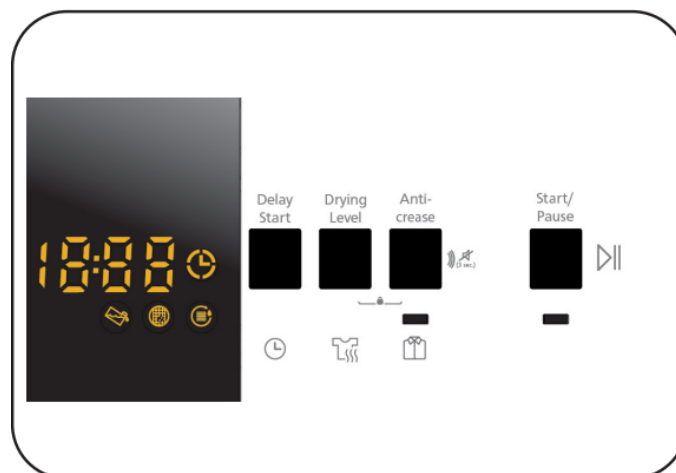 Delay
Start
Drying
Level
Anti-
crease
Start/
Pause
18:88
(3 sec.)